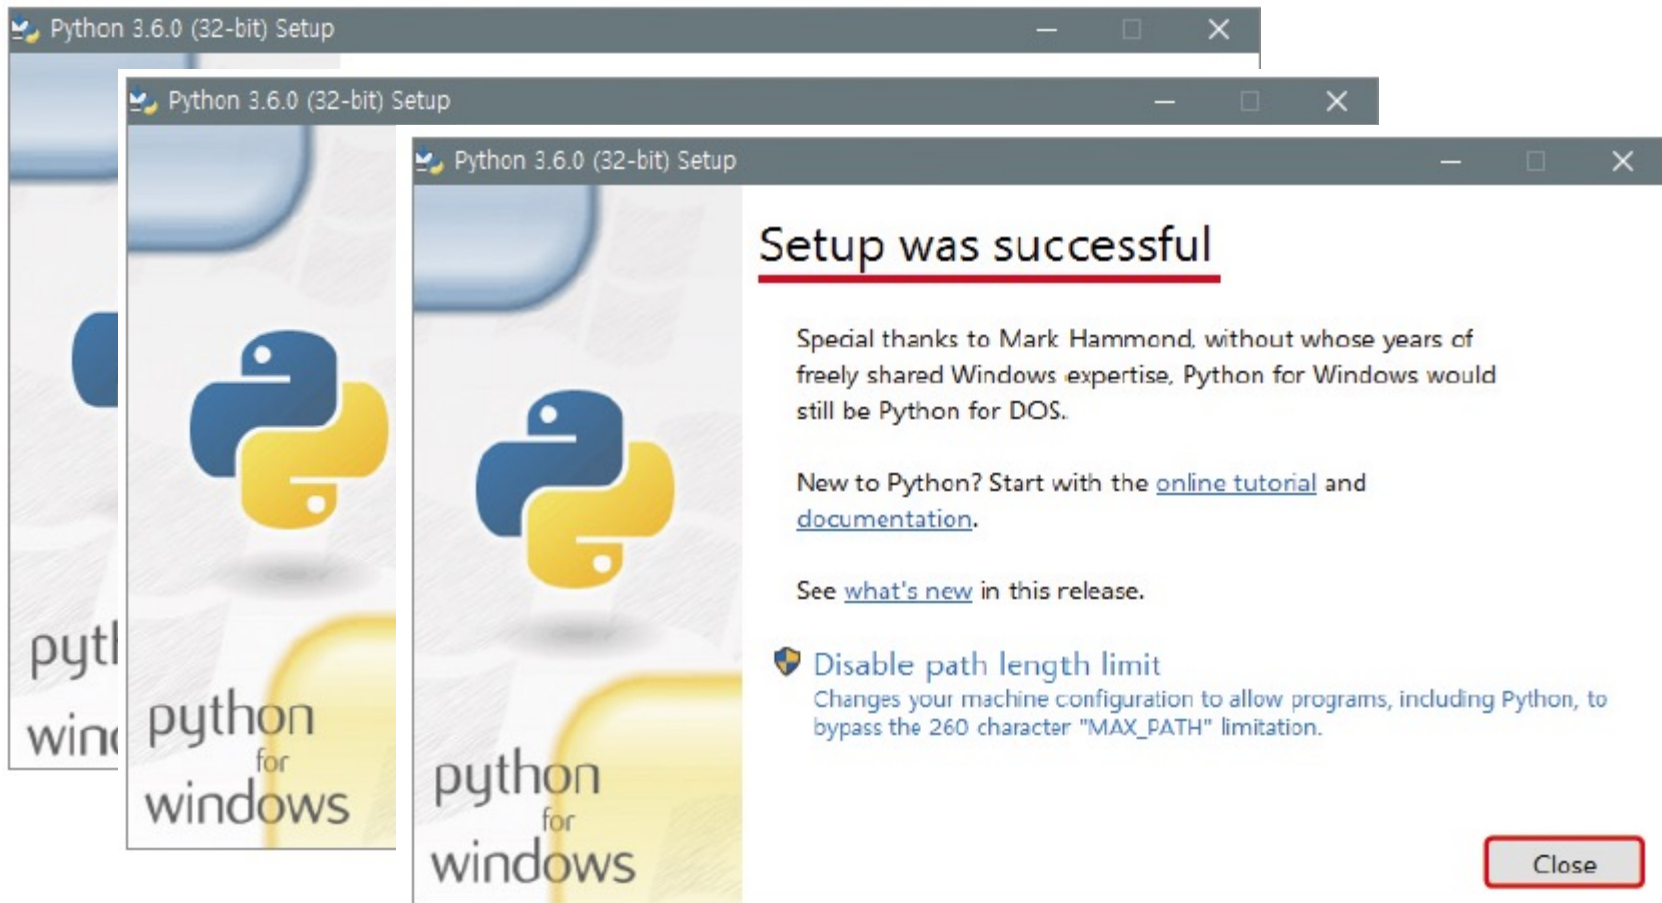 Python 3.6.0 (32-bit) Setup
Python 3.6.0 (32-bit) Setup
Python 3.6.0 (32-bit) Setup
Setup was successful
Special thanks to Mark Hammond, without whose years of
freely shared Windows expertise, Python for Windows would
still be Python for DOS.
New to Python? Start with the online tutorial and
documentation.
See what's new in this release.
Disable path length limit
Changes your machine configuration to allow programs, including Python, to
bypass the 260 character "MAX_PATH" limitation.
Close
python
for
windows
python
for
windows